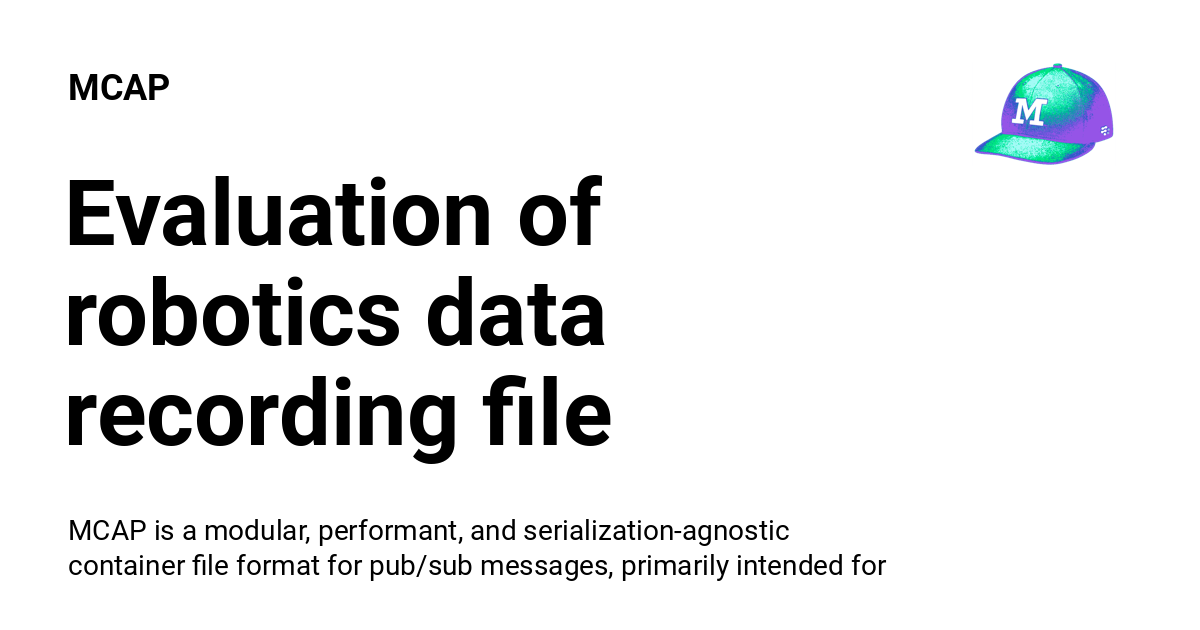 MCAP
M
Evaluation of
robotics data
recording file
MCAP is a modular, performant, and serialization-agnostic
container file format for pub/sub messages, primarily intended for